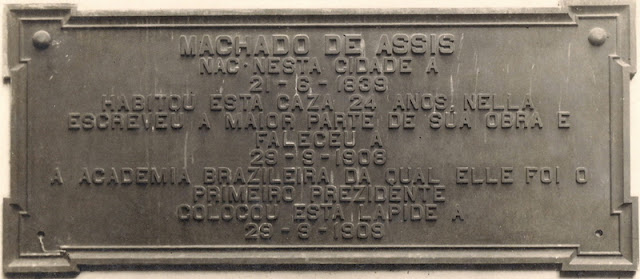 MACHADO DE ASSIS
NAC· NESTA CIDADE A
21-6-1839
HABITOU ESTA CAZA 24 ANOS, NELLA
ESCREVEU A MAIOR PARTE DE SUA OBRA E
FALECEU A
29-9-1908
A ACADEMIA BRAZILEIRA DA QUAL ELLE FOI O
PRIMEIRO PREZIDENTE
COLOCOU ESTA LAPIDE A
29-9-1909